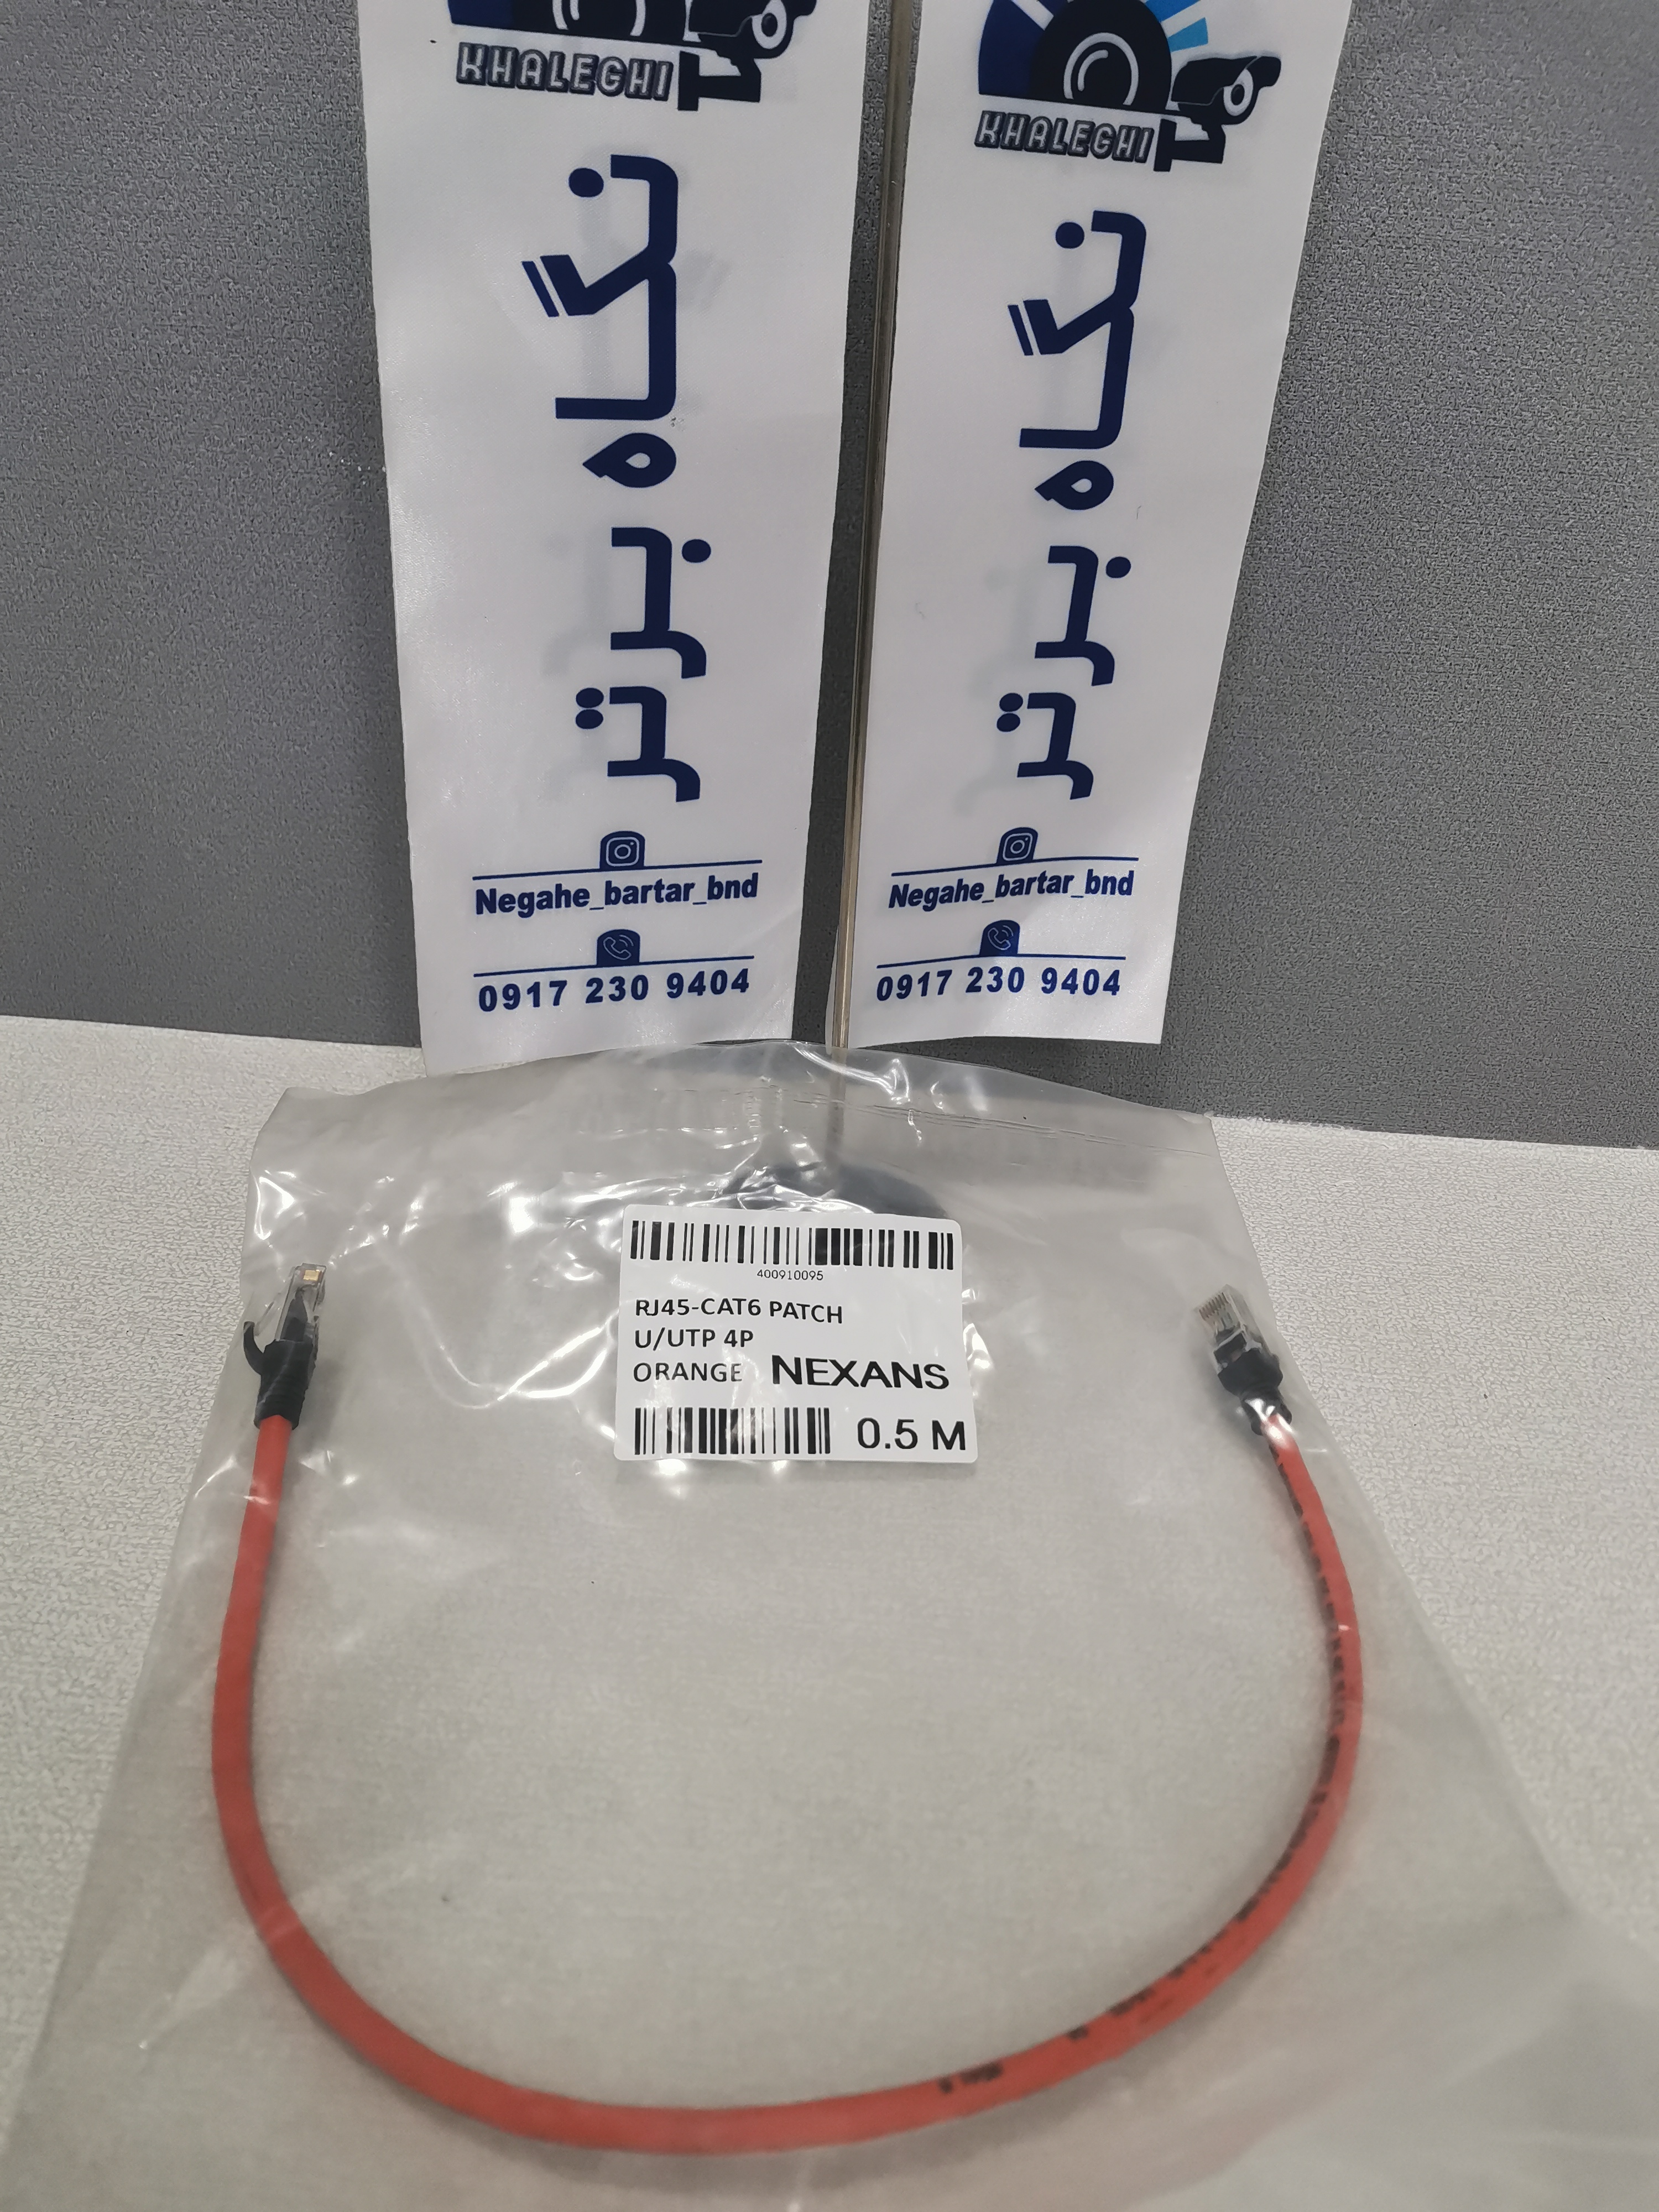 KHALEGHI
نگاه برتر
Negahe_bartar_bnd
0917 230 9404
KHALEGHI
نگاه برتر
Negahe_bartar_bnd
0917 230 9404
400910095
RJ45-CAT6 PATCH
U/UTP 4P
ORANGE NEXANS
0.5 M